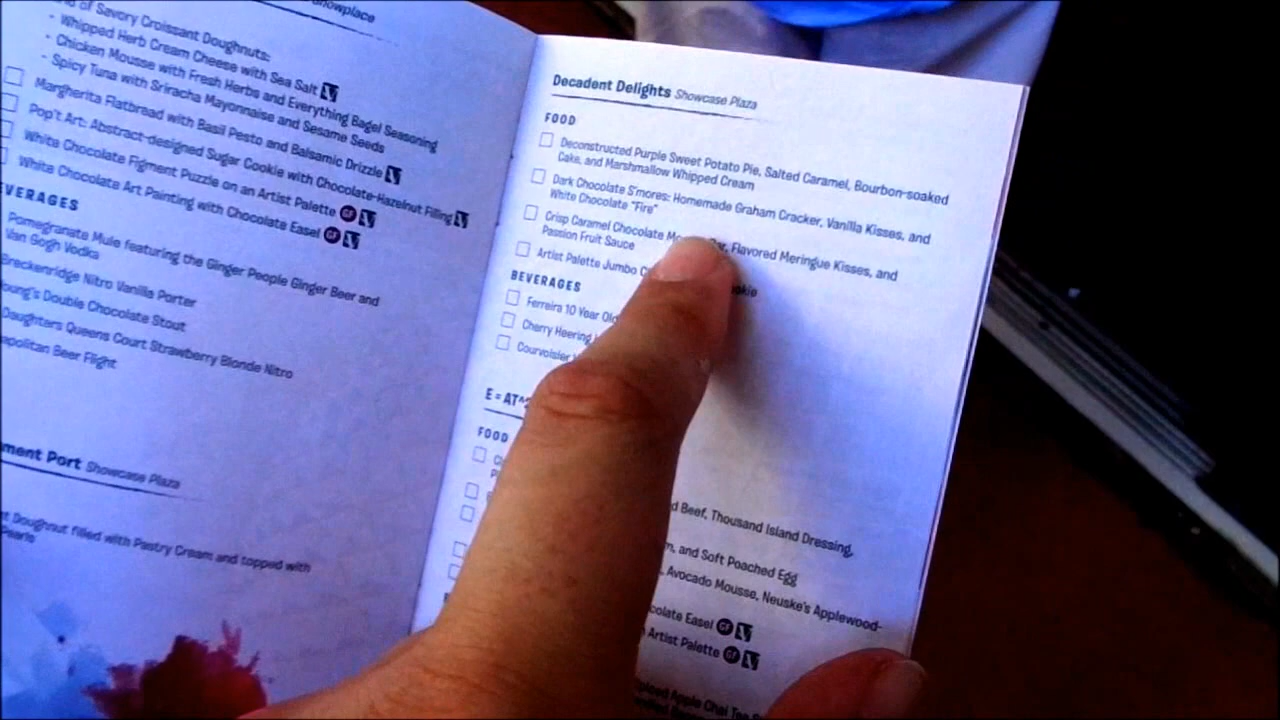 Showplace
of Savory Croissant Doughnuts:
- Whipped Herb Cream Cheese with Sea Salt V
- Chicken Mousse with Fresh Herbs and Everything Bagel Seasoning
- Spicy Tuna with Sriracha Mayonnaise and Sesame Seeds
Margherita Flatbread with Basil Pesto and Balsamic Drizzle V
Pop't Art: Abstract-designed Sugar Cookie with Chocolate-Hazelnut Filling V
White Chocolate Figment Puzzle on an Artist Palette GF V
White Chocolate Art Painting with Chocolate Easel GF V
BEVERAGES
Pomegranate Mule featuring the Ginger People Ginger Beer and
Van Gogh Vodka
Breckenridge Nitro Vanilla Porter
Young's Double Chocolate Stout
Daughters Queens Court Strawberry Blonde Nitro
Beer Flight
Port Showcase Plaza
Doughnut filled with Pastry Cream and topped with
Pearls
Decadent Delights Showcase Plaza
FOOD
Deconstructed Purple Sweet Potato Pie, Salted Caramel, Bourbon-soaked
Cake, and Marshmallow Whipped Cream
Dark Chocolate S'mores: Homemade Graham Cracker, Vanilla Kisses, and
White Chocolate "Fire"
Crisp Caramel Chocolate Flavored Meringue Kisses, and
Passion Fruit Sauce
Artist Palette Jumbo
BEVERAGES
Ferreira 10 Year Old
Cherry Heering
Courvoisier
E = AT^
FOOD
Beef, Thousand Island Dressing,
and Soft Poached Egg
Avocado Mousse, Neuske's Applewood-
Easel GF V
Artist Palette GF V
Apple Chai Tea